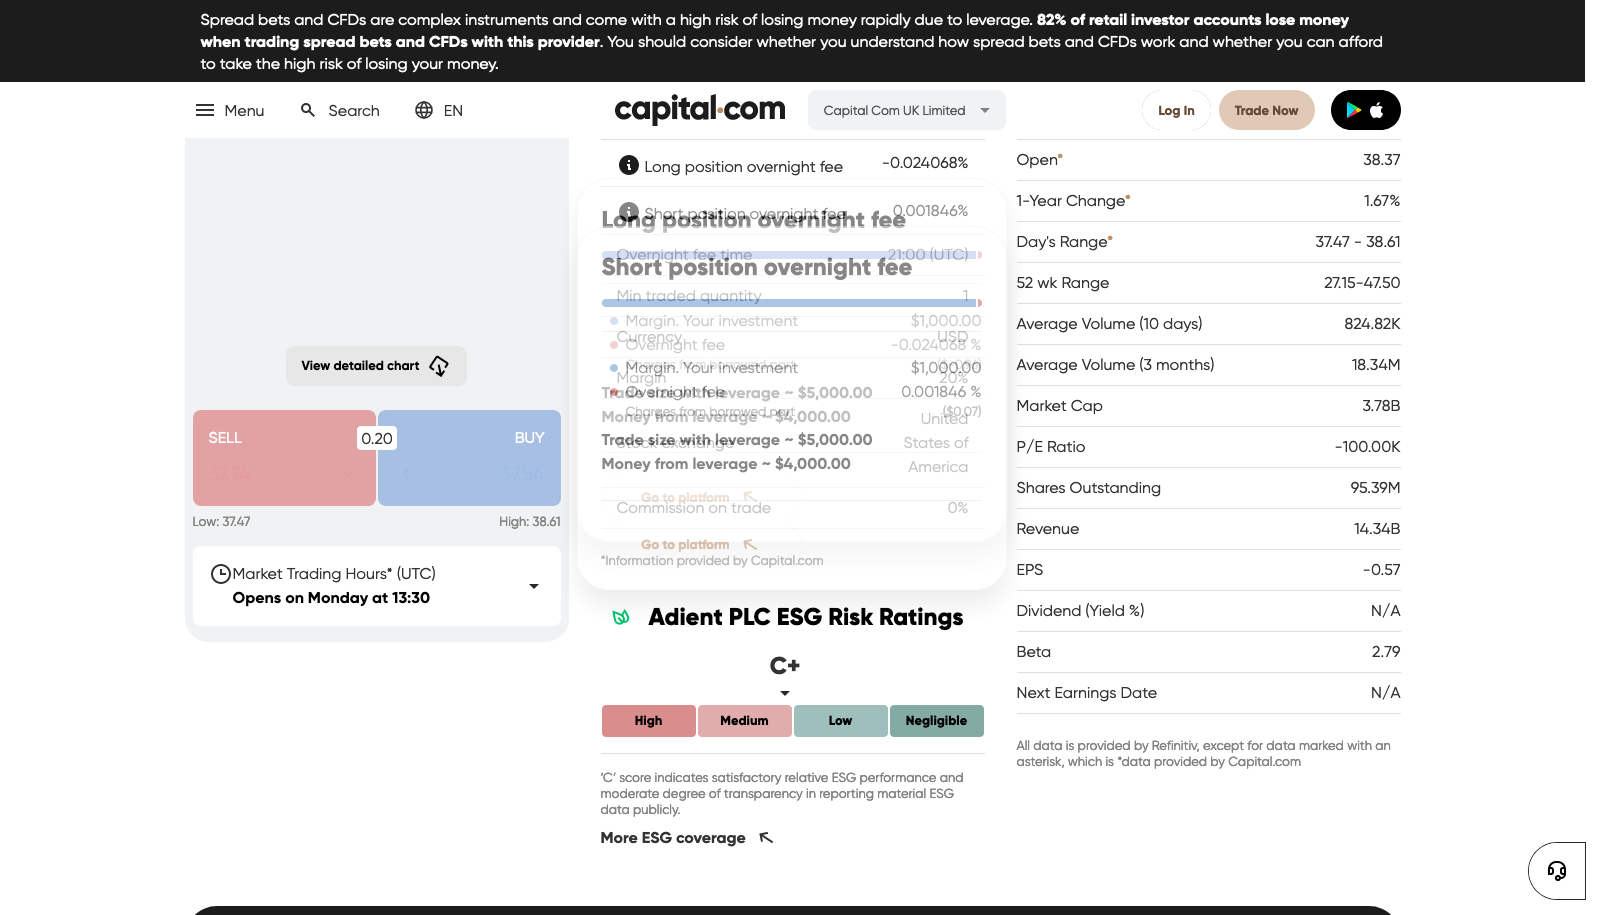 Spread bets and CFDs are complex instruments and come with a high risk of losing money rapidly due to leverage. 82% of retail investor accounts lose money
when trading spread bets and CFDs with this provider. You should consider whether you understand how spread bets and CFDs work and whether you can afford
to take the high risk of losing your money.
Menu
Search
EN
capital.com
Capital Com UK Limited
Log In
Trade Now
View detailed chart
SELL
0.20
BUY
Low: 37.47
High: 38.61
Market Trading Hours* (UTC)
Opens on Monday at 13:30
Long position overnight fee -0.024068%
Short position overnight fee 0.001846%
Long position overnight fee
Overnight fee time 21:00 (UTC)
Short position overnight fee
Min traded quantity 1
Margin. Your investment $1,000.00
Currency USD
Overnight fee -0.024068 %
Charges from borrowed part
Margin. Your investment $1,000.00
Margin 20%
Overnight fee 0.001846 %
Trade size with leverage ~ $5,000.00
Charges from borrowed part ($0.07)
Money from leverage ~ $4,000.00
United
States of
America
Stock exchange
Trade size with leverage ~ $5,000.00
Money from leverage ~ $4,000.00
Go to platform
Commission on trade 0%
Go to platform
*Information provided by Capital.com
Adient PLC ESG Risk Ratings
C+
High
Medium
Low
Negligible
'C' score indicates satisfactory relative ESG performance and
moderate degree of transparency in reporting material ESG
data publicly.
More ESG coverage
Open* 38.37
1-Year Change* 1.67%
Day's Range* 37.47 - 38.61
52 wk Range 27.15-47.50
Average Volume (10 days) 824.82K
Average Volume (3 months) 18.34M
Market Cap 3.78B
P/E Ratio -100.00K
Shares Outstanding 95.39M
Revenue 14.34B
EPS -0.57
Dividend (Yield %) N/A
Beta 2.79
Next Earnings Date N/A
All data is provided by Refinitiv, except for data marked with an
asterisk, which is *data provided by Capital.com